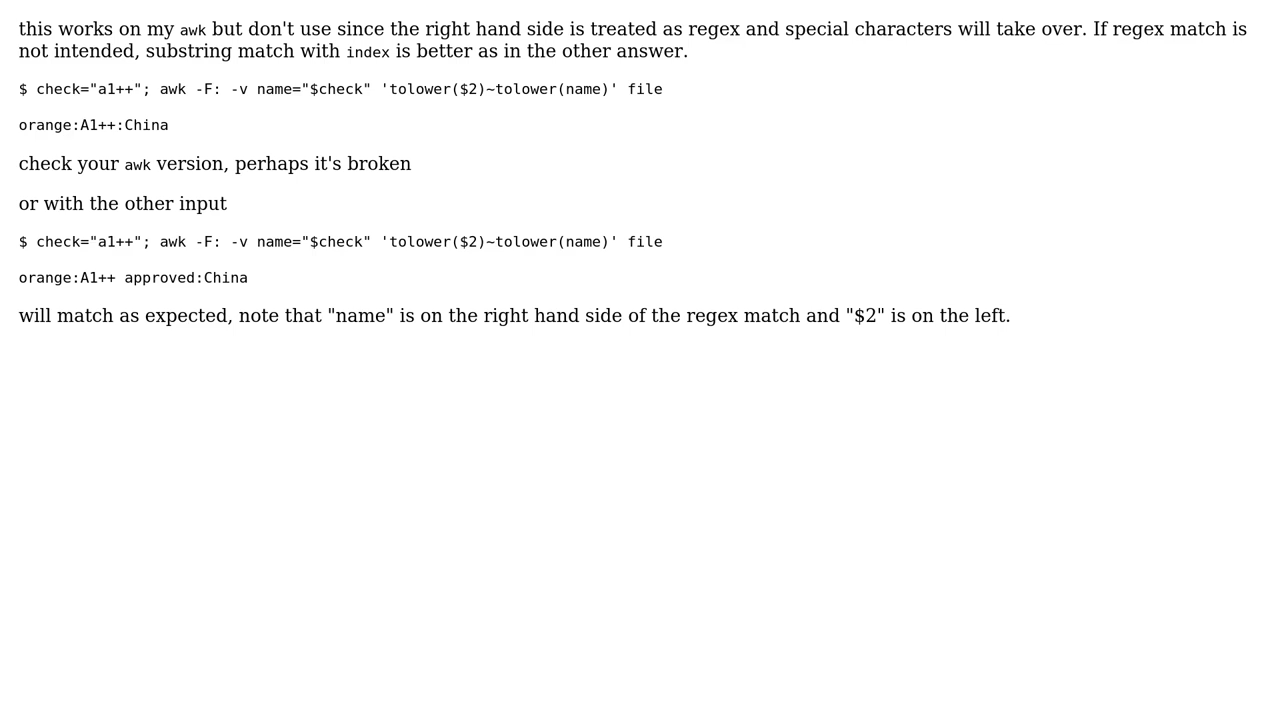 this works on my awk but don't use since the right hand side is treated as regex and special characters will take over. If regex match is
not intended, substring match with index is better as in the other answer.
$ check="a1++"; awk -F: -v name="$check" 'tolower($2)~tolower(name)' file
orange:A1++:China
check your awk version, perhaps it's broken
or with the other input
$ check="a1++"; awk -F: -v name="$check" 'tolower($2)~tolower(name)' file
orange:A1++ approved:China
will match as expected, note that "name" is on the right hand side of the regex match and "$2" is on the left.